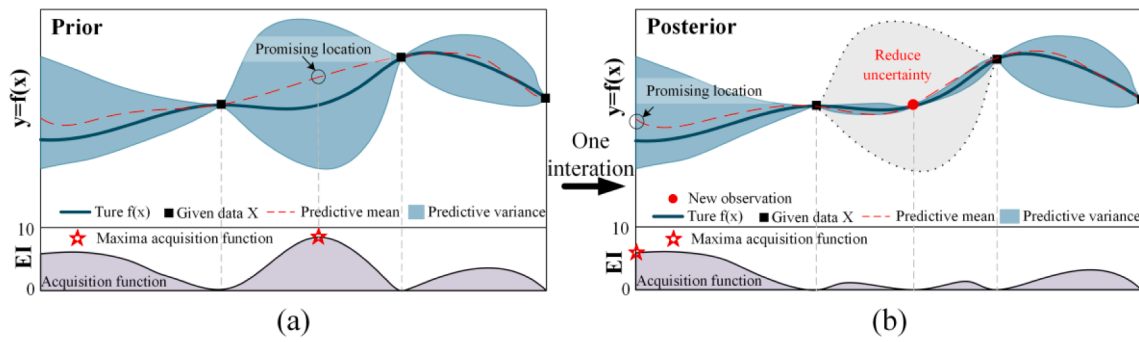 Prior
Promising location
y=f(x)
Ture f(x)
Given data X
Predictive mean
Predictive variance
10
Maxima acquisition function
EI
Acquisition function
0
(a)
One
interation
Posterior
Reduce
uncertainty
Promising location
y=f(x)
New observation
Ture f(x)
Given data X
Predictive mean
Predictive variance
10
Maxima acquisition function
EI
Acquisition function
0
(b)